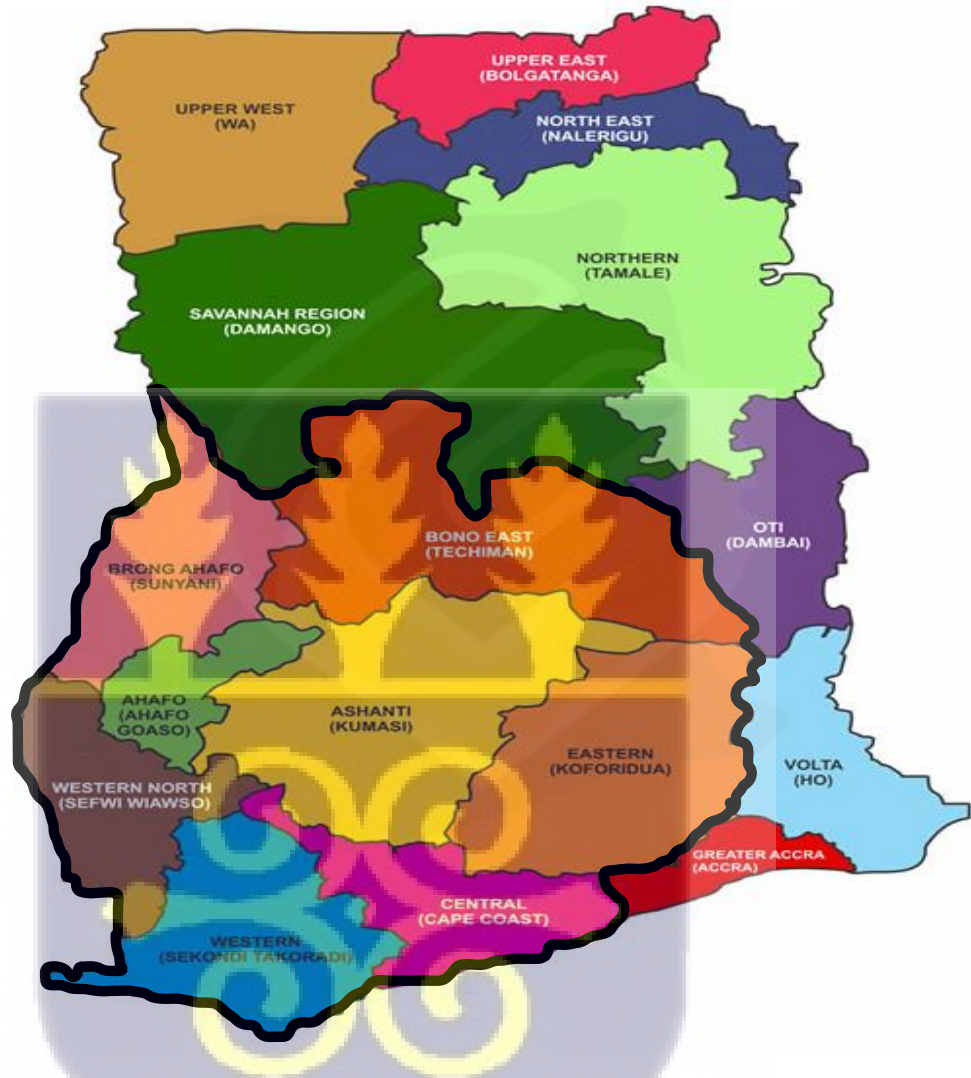 UPPER EAST
(BOLGATANGA)
UPPER WEST
(WA)
NORTH EAST
(NALERIGU)
NORTHERN
(TAMALE)
SAVANNAH REGION
(DAMANGO)
OTI
(DAMBAI)
BONO EAST
(TECHIMAN)
BRONG AHAFO
(SUNYANI)
AHAFO
(AHAFO
GOASO)
ASHANTI
(KUMASI)
EASTERN
(KOFORIDUA)
VOLTA
(HO)
WESTERN NORTH
(SEFWI WIAWSO)
GREATER ACCRA
(ACCRA)
CENTRAL
(CAPE COAST)
WESTERN
(SEKONDI TAKORADI)